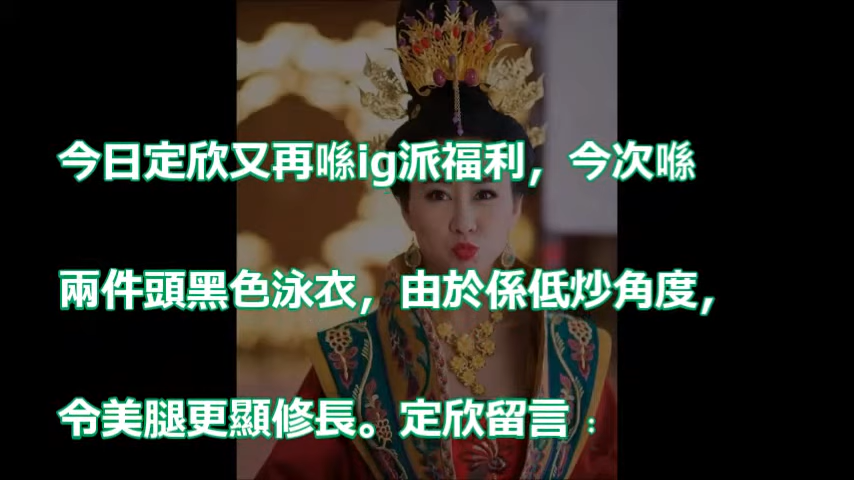 今日定欣又再喺ig派福利，今次喺
兩件頭黑色泳衣，由於係低炒角度，
令美腿更顯修長。定欣留言：